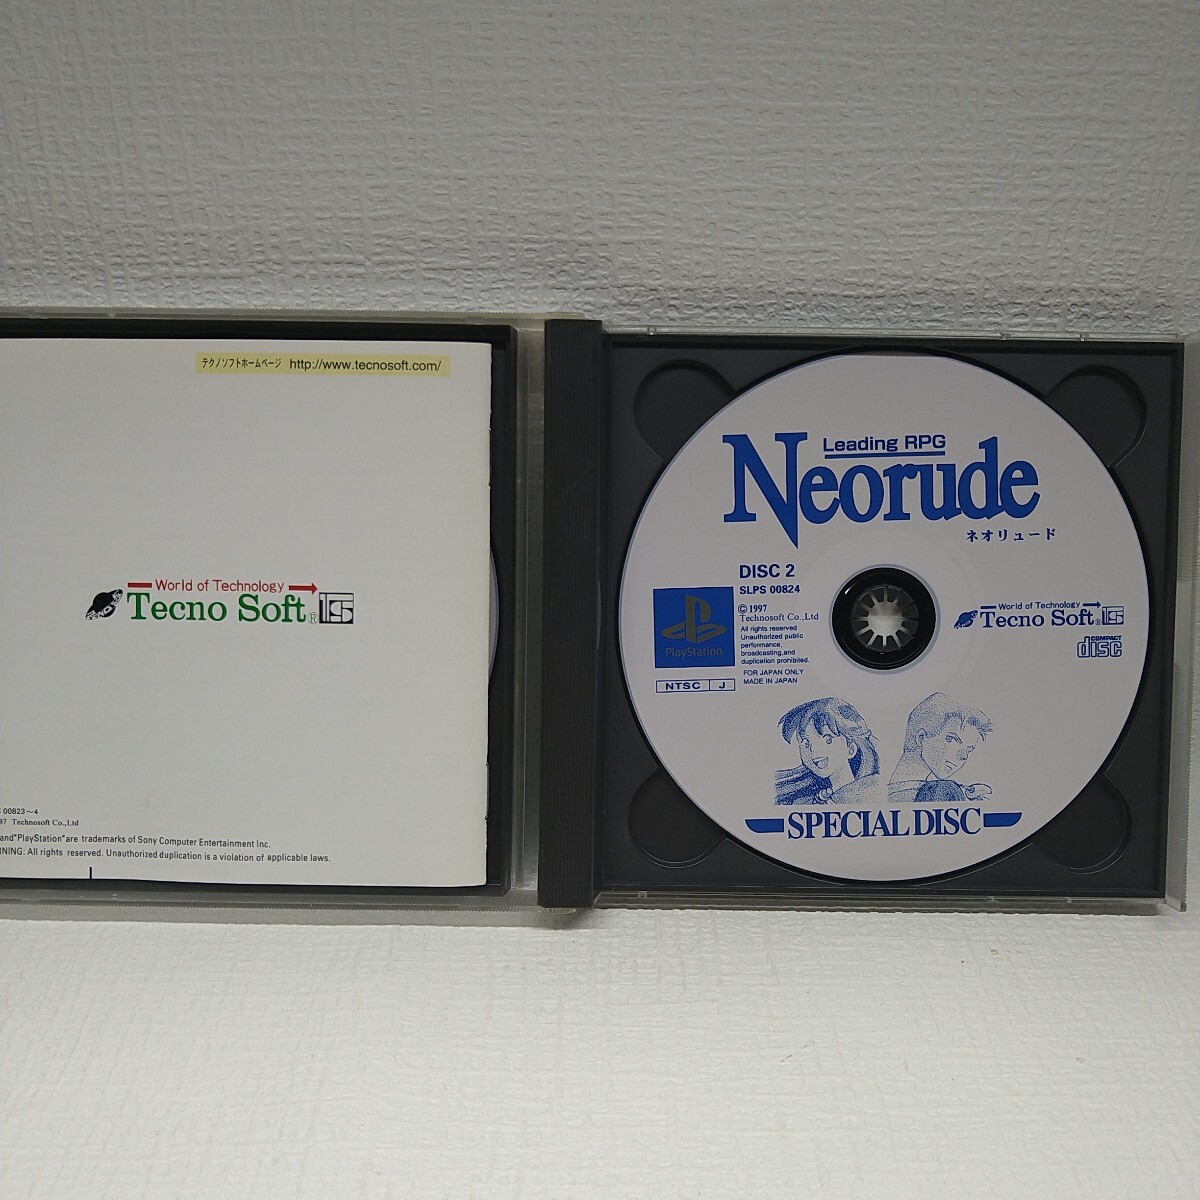 テクノソフトホームページ http://www.tecnosoft.com/
World of Technology
Tecno Soft®
00823～4
97 Technosoft Co.,Ltd
and"PlayStation"are trademarks of Sony Computer Entertainment Inc.
NING: All rights reserved. Unauthorized duplication is a violation of applicable laws.
Leading RPG
Neorude
ネオリュード
DISC 2
SLPS 00824
©1997
Technosoft Co.,Ltd
All rights reserved
Unauthorized public
performance,
broadcasting,and
duplication prohibited.
FOR JAPAN ONLY
MADE IN JAPAN
PlayStation
NTSC J
World of Technology
Tecno Soft®
COMPACT
disc
SPECIAL DISC